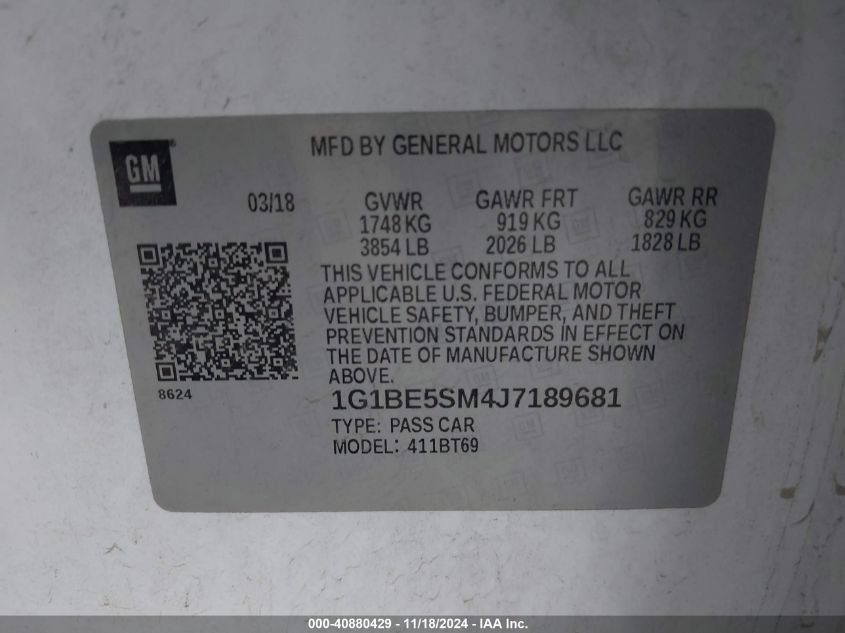 MFD BY GENERAL MOTORS LLC
GM
03/18 GVWR GAWR FRT GAWR RR
1748 KG 919 KG 829 KG
3854 LB 2026 LB 1828 LB
THIS VEHICLE CONFORMS TO ALL
APPLICABLE U.S. FEDERAL MOTOR
VEHICLE SAFETY, BUMPER, AND THEFT
PREVENTION STANDARDS IN EFFECT ON
THE DATE OF MANUFACTURE SHOWN
ABOVE.
8624
1G1BE5SM4J7189681
TYPE: PASS CAR
MODEL: 411BT69
000-40880429 - 11/18/2024 - IAA Inc.